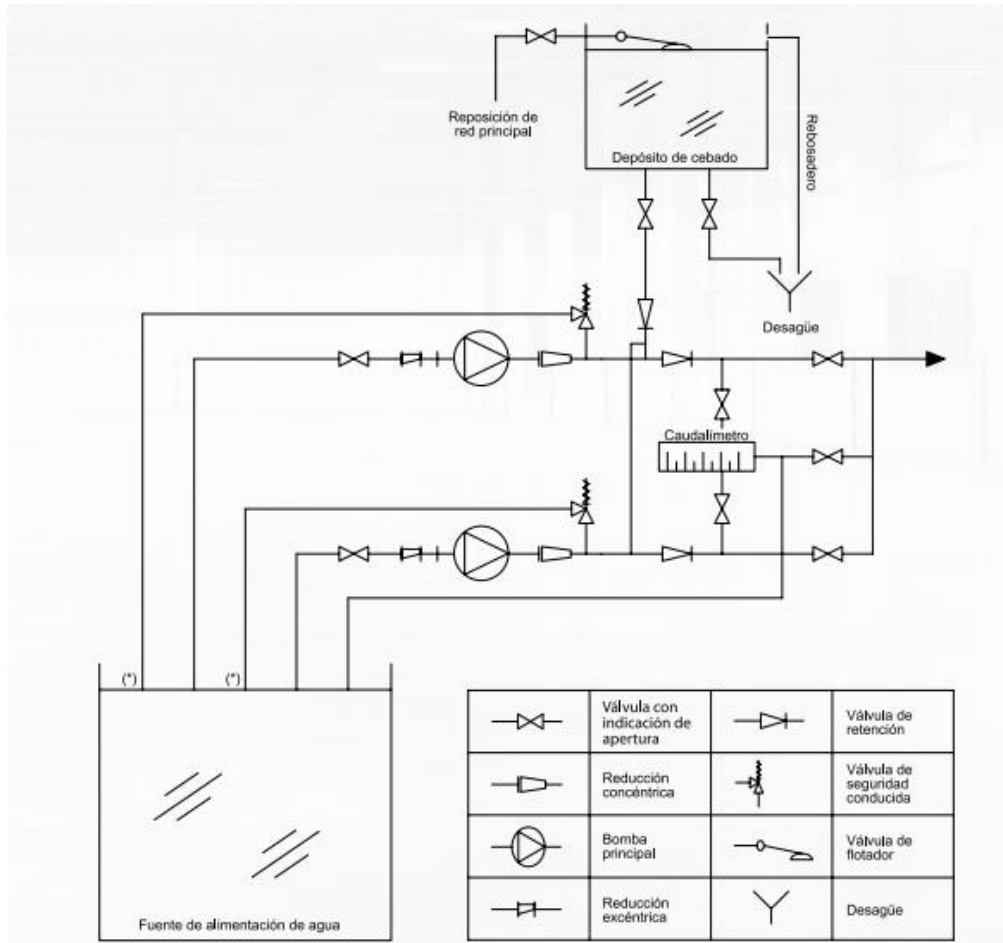 Reposición de
red principal
Depósito de cebado
Rebosadero
Desagüe
Caudalímetro
(*)
(*)
Fuente de alimentación de agua
Válvula con
indicación de
apertura
Válvula de
retención
Reducción
concéntrica
Válvula de
seguridad
conducida
Bomba
principal
Válvula de
flotador
Reducción
excéntrica
Desagüe